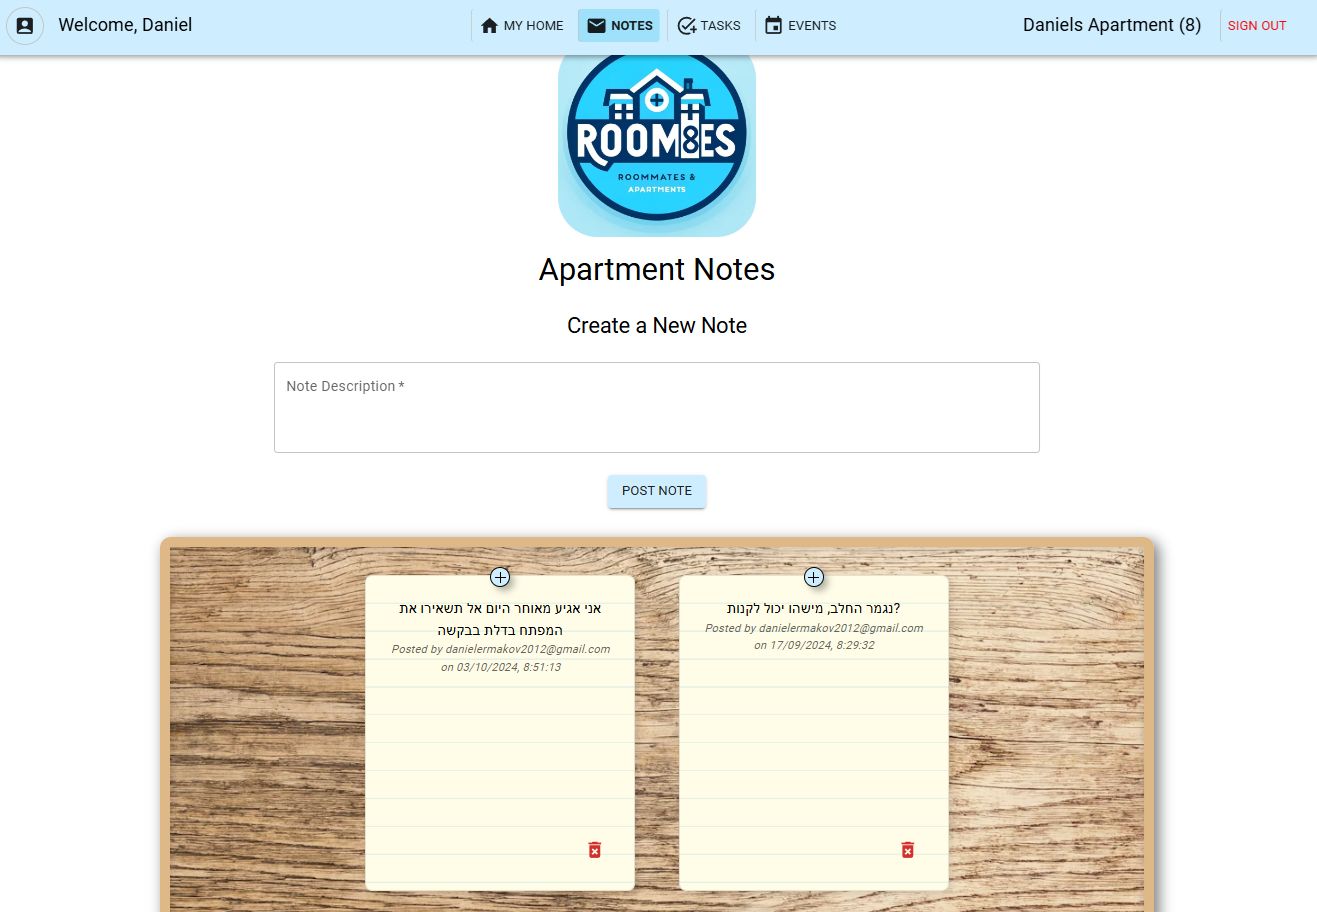 Welcome, Daniel
MY HOME
NOTES
TASKS
EVENTS
Daniels Apartment (8)
SIGN OUT
ROOM8ES
ROOMMATES &
APARTMENTS
Apartment Notes
Create a New Note
Note Description *
POST NOTE
אני אגיע מאוחר היום אל תשאירו את
המפתח בדלת בבקשה
Posted by danielermakov2012@gmail.com
on 03/10/2024, 8:51:13
נגמר החלב, מישהו יכול לקנות?
Posted by danielermakov2012@gmail.com
on 17/09/2024, 8:29:32